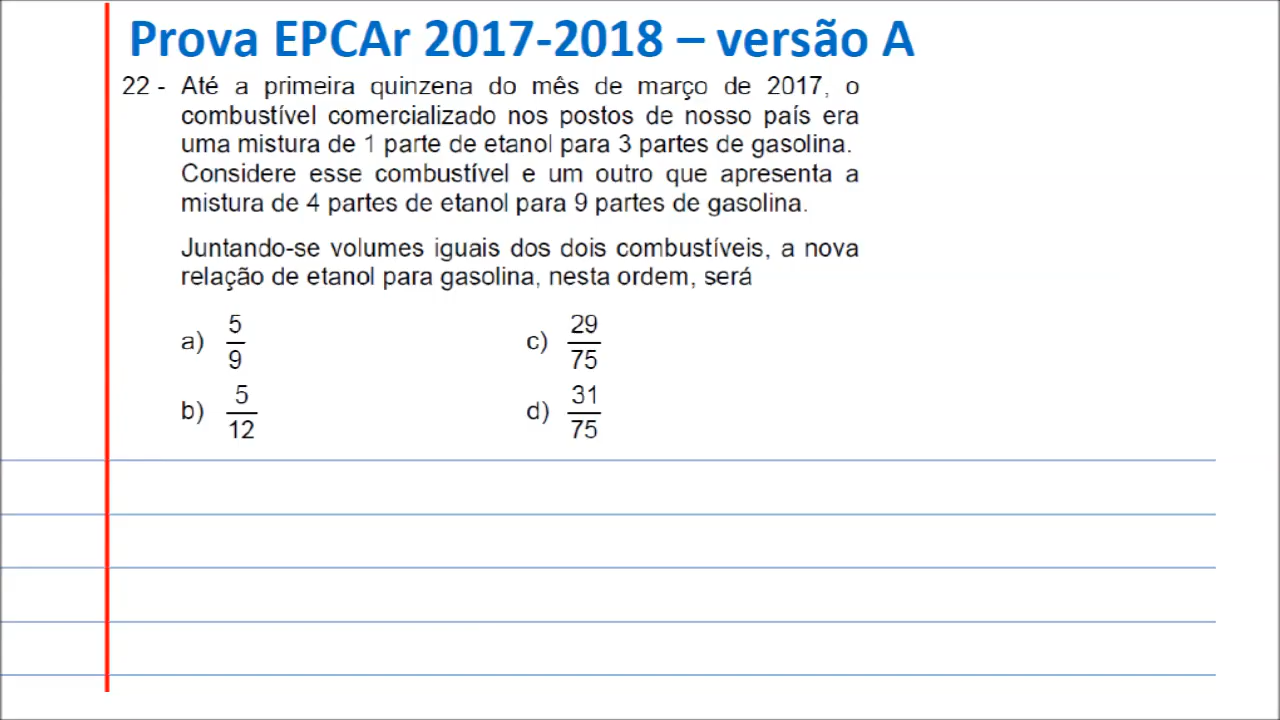 Prova EPCAr 2017-2018 – versão A
22 - Até a primeira quinzena do mês de março de 2017, o
combustível comercializado nos postos de nosso país era
uma mistura de 1 parte de etanol para 3 partes de gasolina.
Considere esse combustível e um outro que apresenta a
mistura de 4 partes de etanol para 9 partes de gasolina.
Juntando-se volumes iguais dos dois combustíveis, a nova
relação de etanol para gasolina, nesta ordem, será
a) 5/9
b) 5/12
c) 29/75
d) 31/75